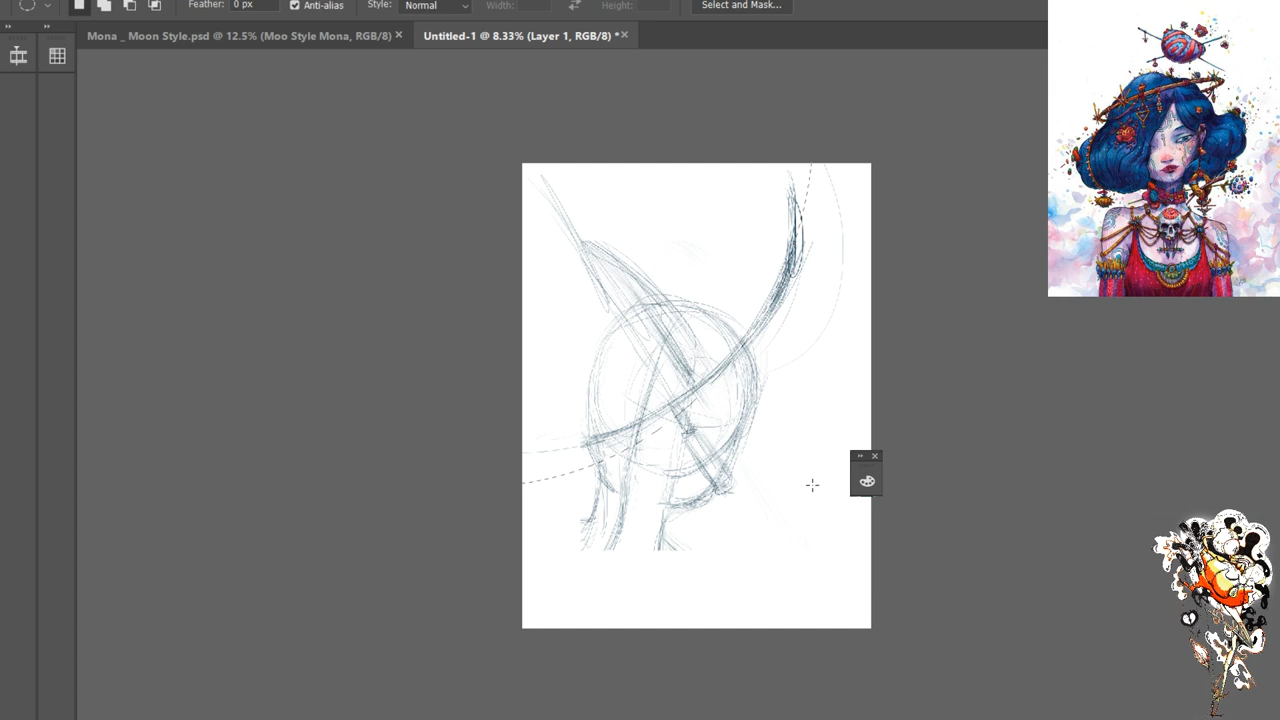 Feather: 0 px Anti-alias Style: Normal Width: Height: Select and Mask...
Mona _ Moon Style.psd @ 12.5% (Moo Style Mona, RGB/8) × Untitled-1 @ 8.33% (Layer 1, RGB/8) * ×